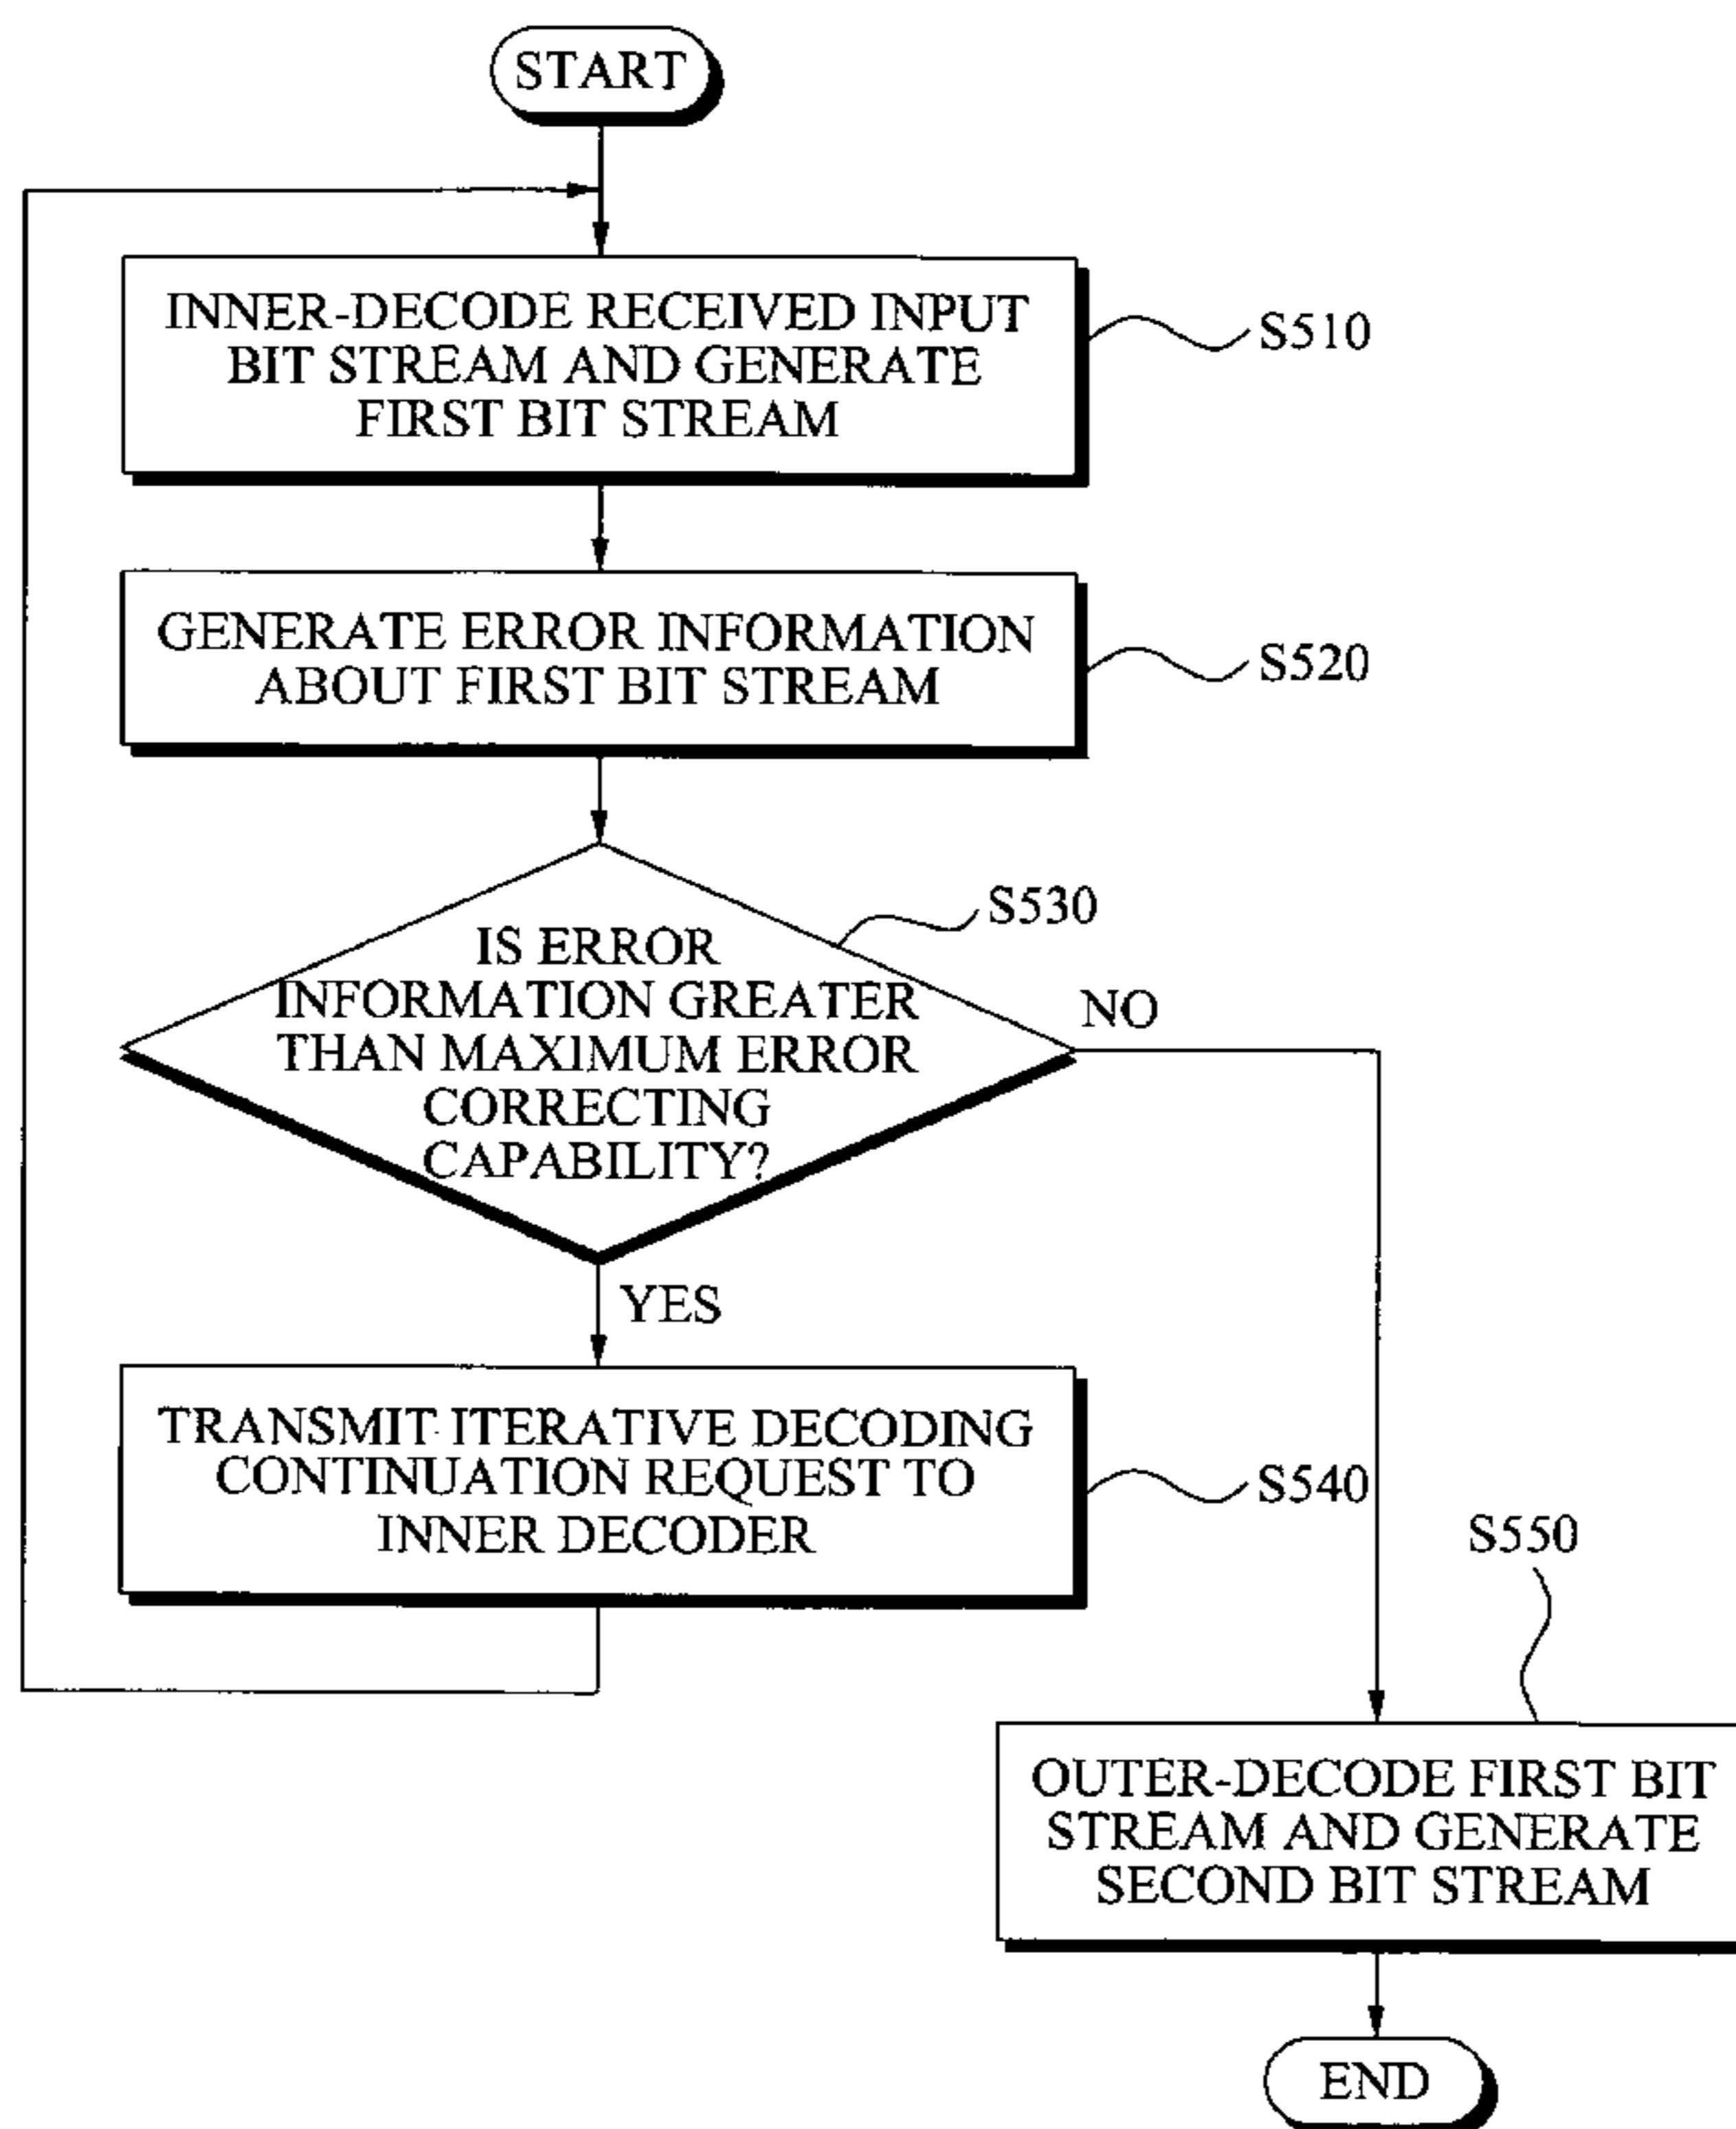 START
INNER-DECODE RECEIVED INPUT
BIT STREAM AND GENERATE
FIRST BIT STREAM
S510
GENERATE ERROR INFORMATION
ABOUT FIRST BIT STREAM
S520
S530
IS ERROR
INFORMATION GREATER
THAN MAXIMUM ERROR
CORRECTING
CAPABILITY?
NO
YES
TRANSMIT ITERATIVE DECODING
CONTINUATION REQUEST TO
INNER DECODER
S540
S550
OUTER-DECODE FIRST BIT
STREAM AND GENERATE
SECOND BIT STREAM
END